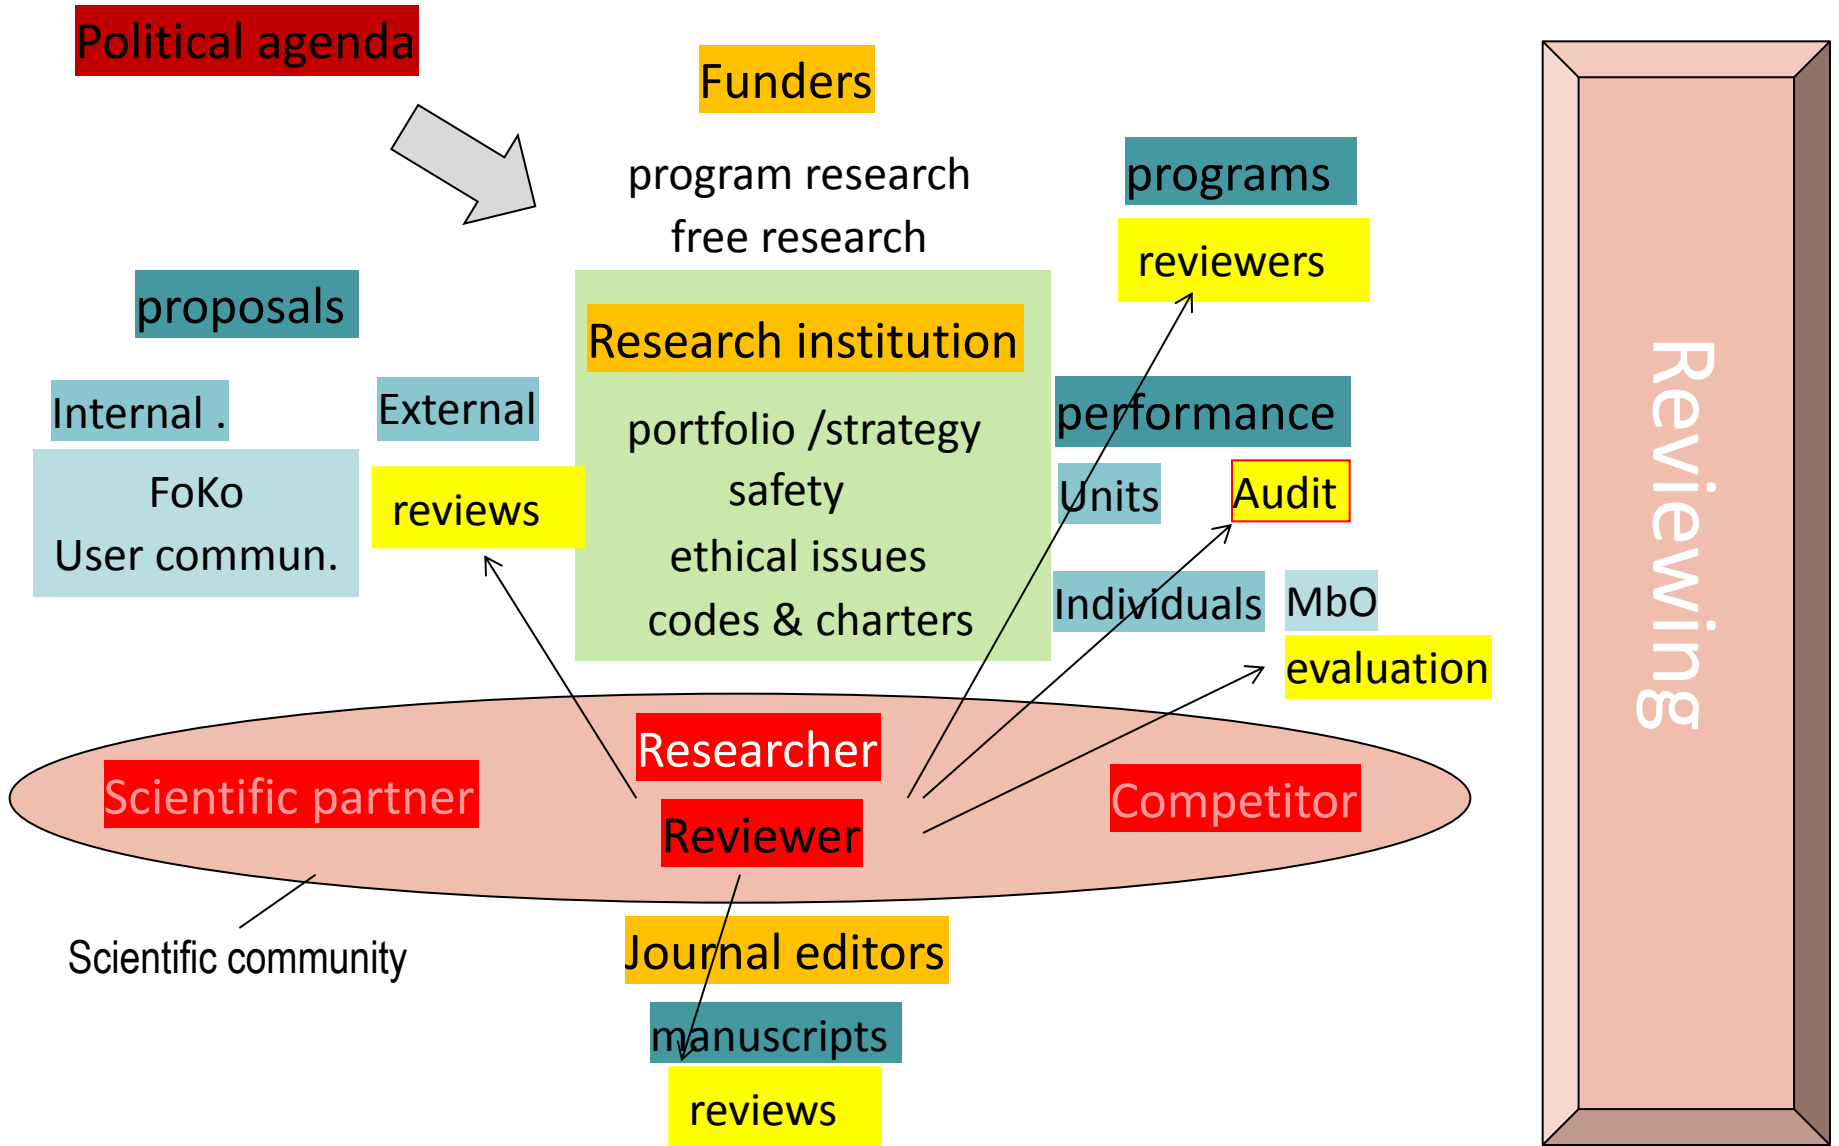 Political agenda
Funders
program research
free research
programs
reviewers
proposals
Internal .
External
FoKo
User commun.
reviews
Research institution
portfolio /strategy
safety
ethical issues
codes & charters
performance
Units
Audit
Individuals
MbO
evaluation
Researcher
Scientific partner
Reviewer
Competitor
Scientific community
Journal editors
manuscripts
reviews
Reviewing